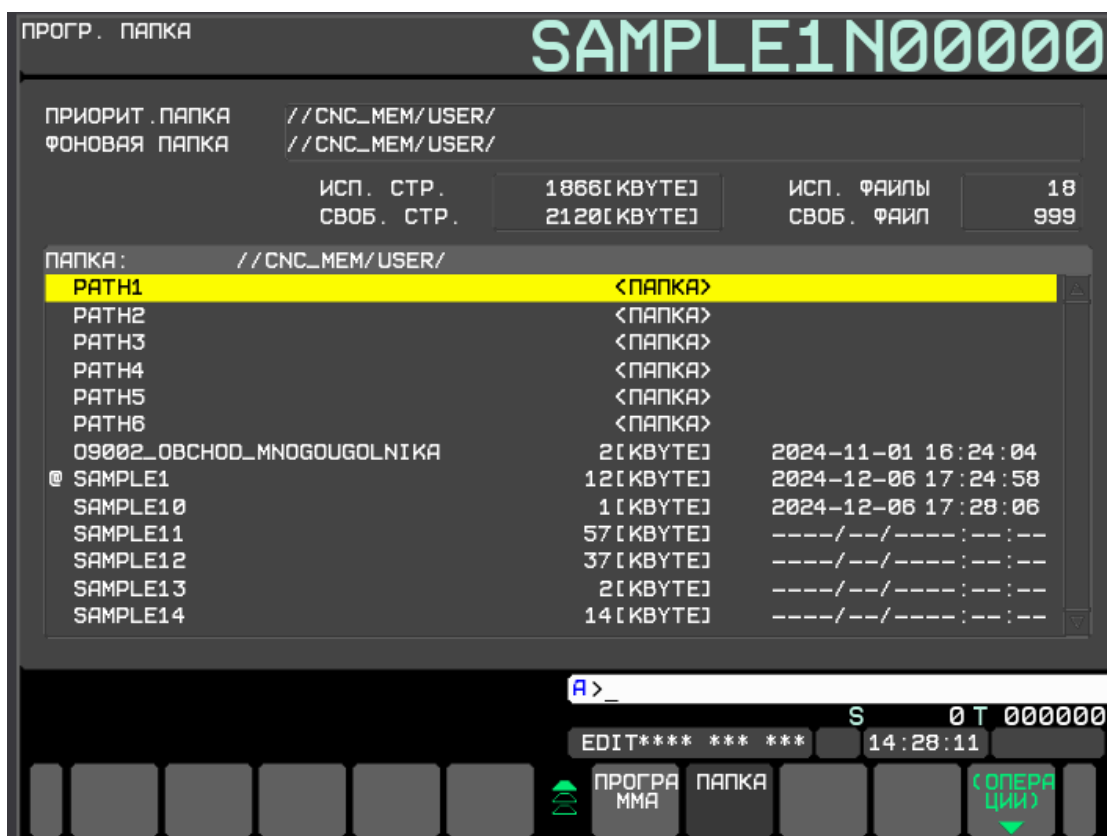 ПРОГР. ПАПКА SAMPLE1N00000
ПРИОРИТ.ПАПКА //CNC_MEM/USER/
ФОНОВАЯ ПАПКА //CNC_MEM/USER/
ИСП. СТР. 1866[KBYTE] ИСП. ФАЙЛЫ 18
СВОБ. СТР. 2120[KBYTE] СВОБ. ФАЙЛ 999
ПАПКА: //CNC_MEM/USER/
PATH1 <ПАПКА>
PATH2 <ПАПКА>
PATH3 <ПАПКА>
PATH4 <ПАПКА>
PATH5 <ПАПКА>
PATH6 <ПАПКА>
O9002_OBCHOD_MNOGOUGOLNIKA 2[KBYTE] 2024-11-01 16:24:04
@ SAMPLE1 12[KBYTE] 2024-12-06 17:24:58
SAMPLE10 1[KBYTE] 2024-12-06 17:28:06
SAMPLE11 57[KBYTE] ----/--/----:--:--
SAMPLE12 37[KBYTE] ----/--/----:--:--
SAMPLE13 2[KBYTE] ----/--/----:--:--
SAMPLE14 14[KBYTE] ----/--/----:--:--
A>_
S 0 T 000000
EDIT**** *** *** 14:28:11
ПРОГРА ПАПКА (ОПЕРА
ММА ЦИИ)